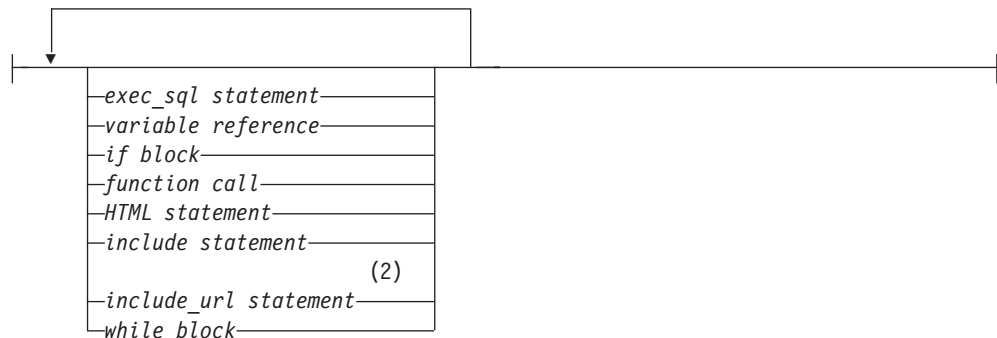 exec_sql statement
variable reference
if block
function call
HTML statement
include statement
(2)
include_url statement
while block